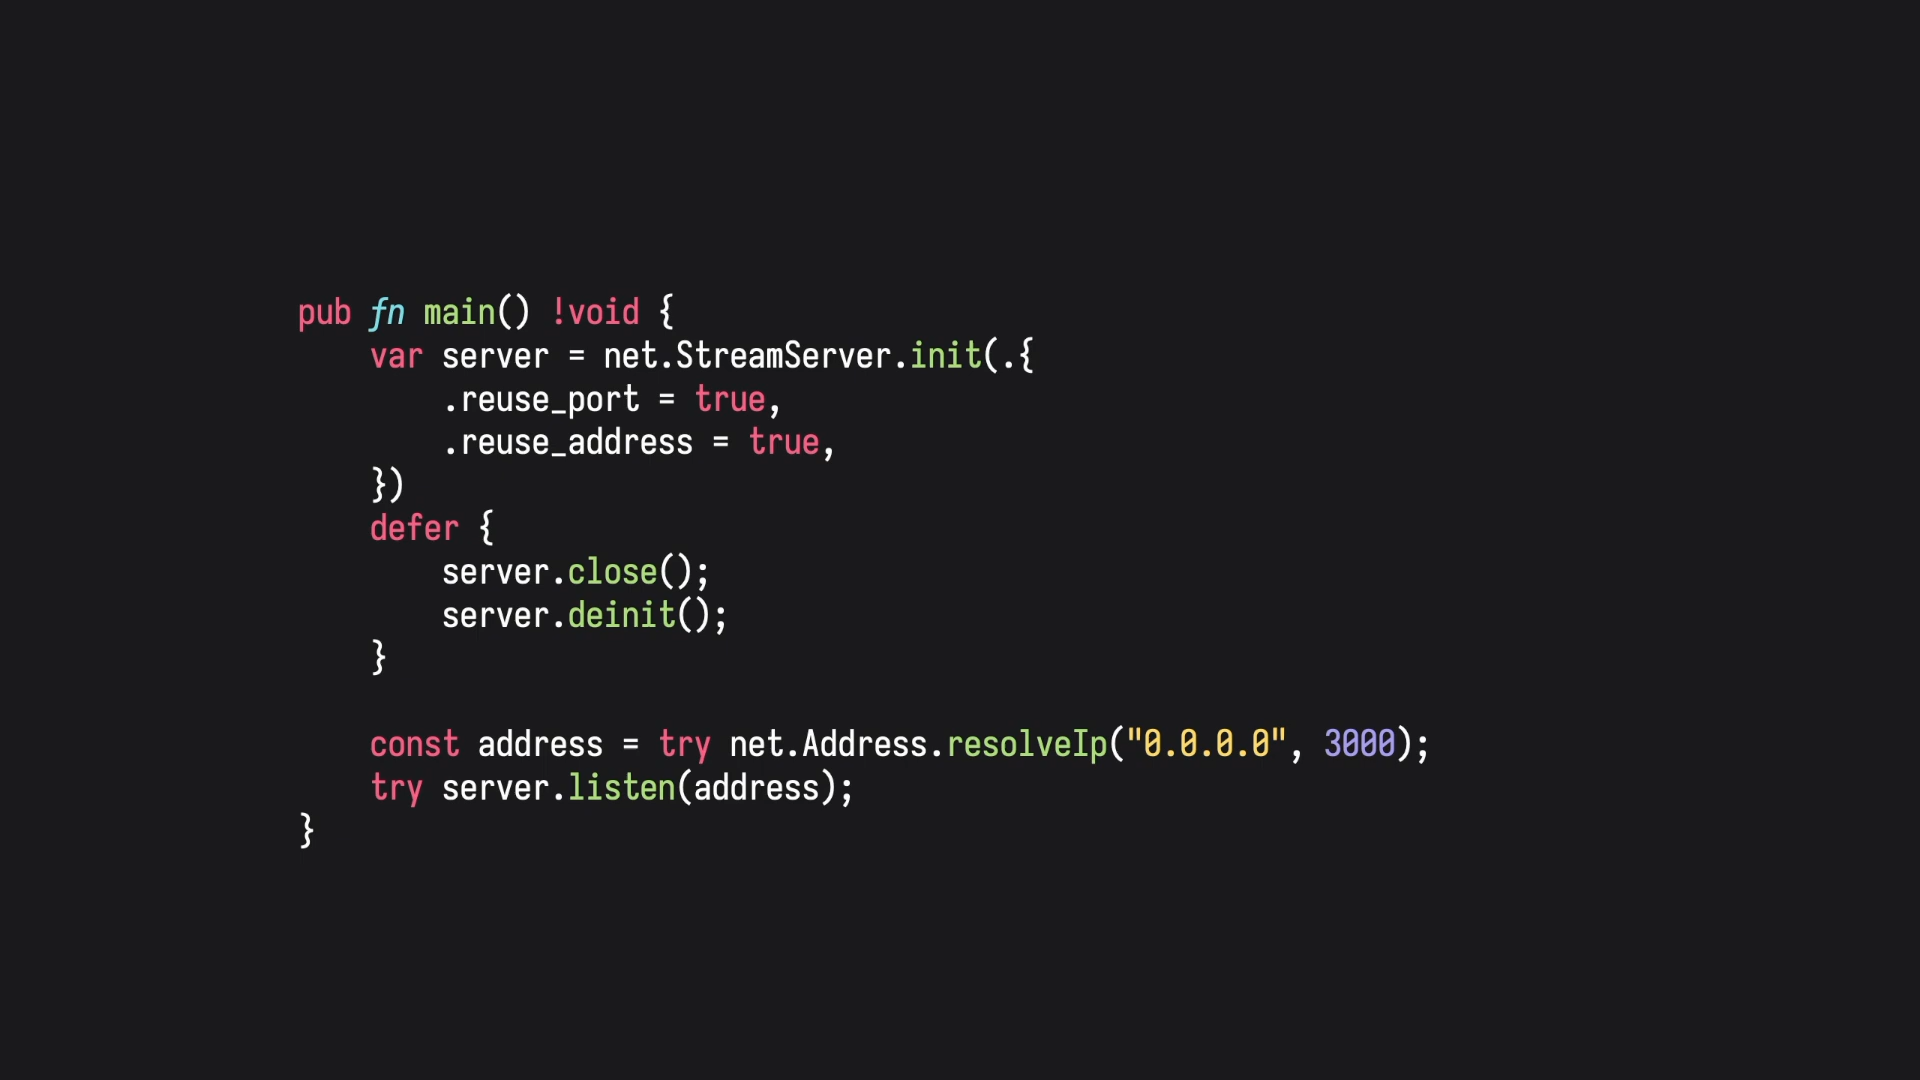 pub fn main() !void {
    var server = net.StreamServer.init(.{
        .reuse_port = true,
        .reuse_address = true,
    })
    defer {
        server.close();
        server.deinit();
    }

    const address = try net.Address.resolveIp("0.0.0.0", 3000);
    try server.listen(address);
}